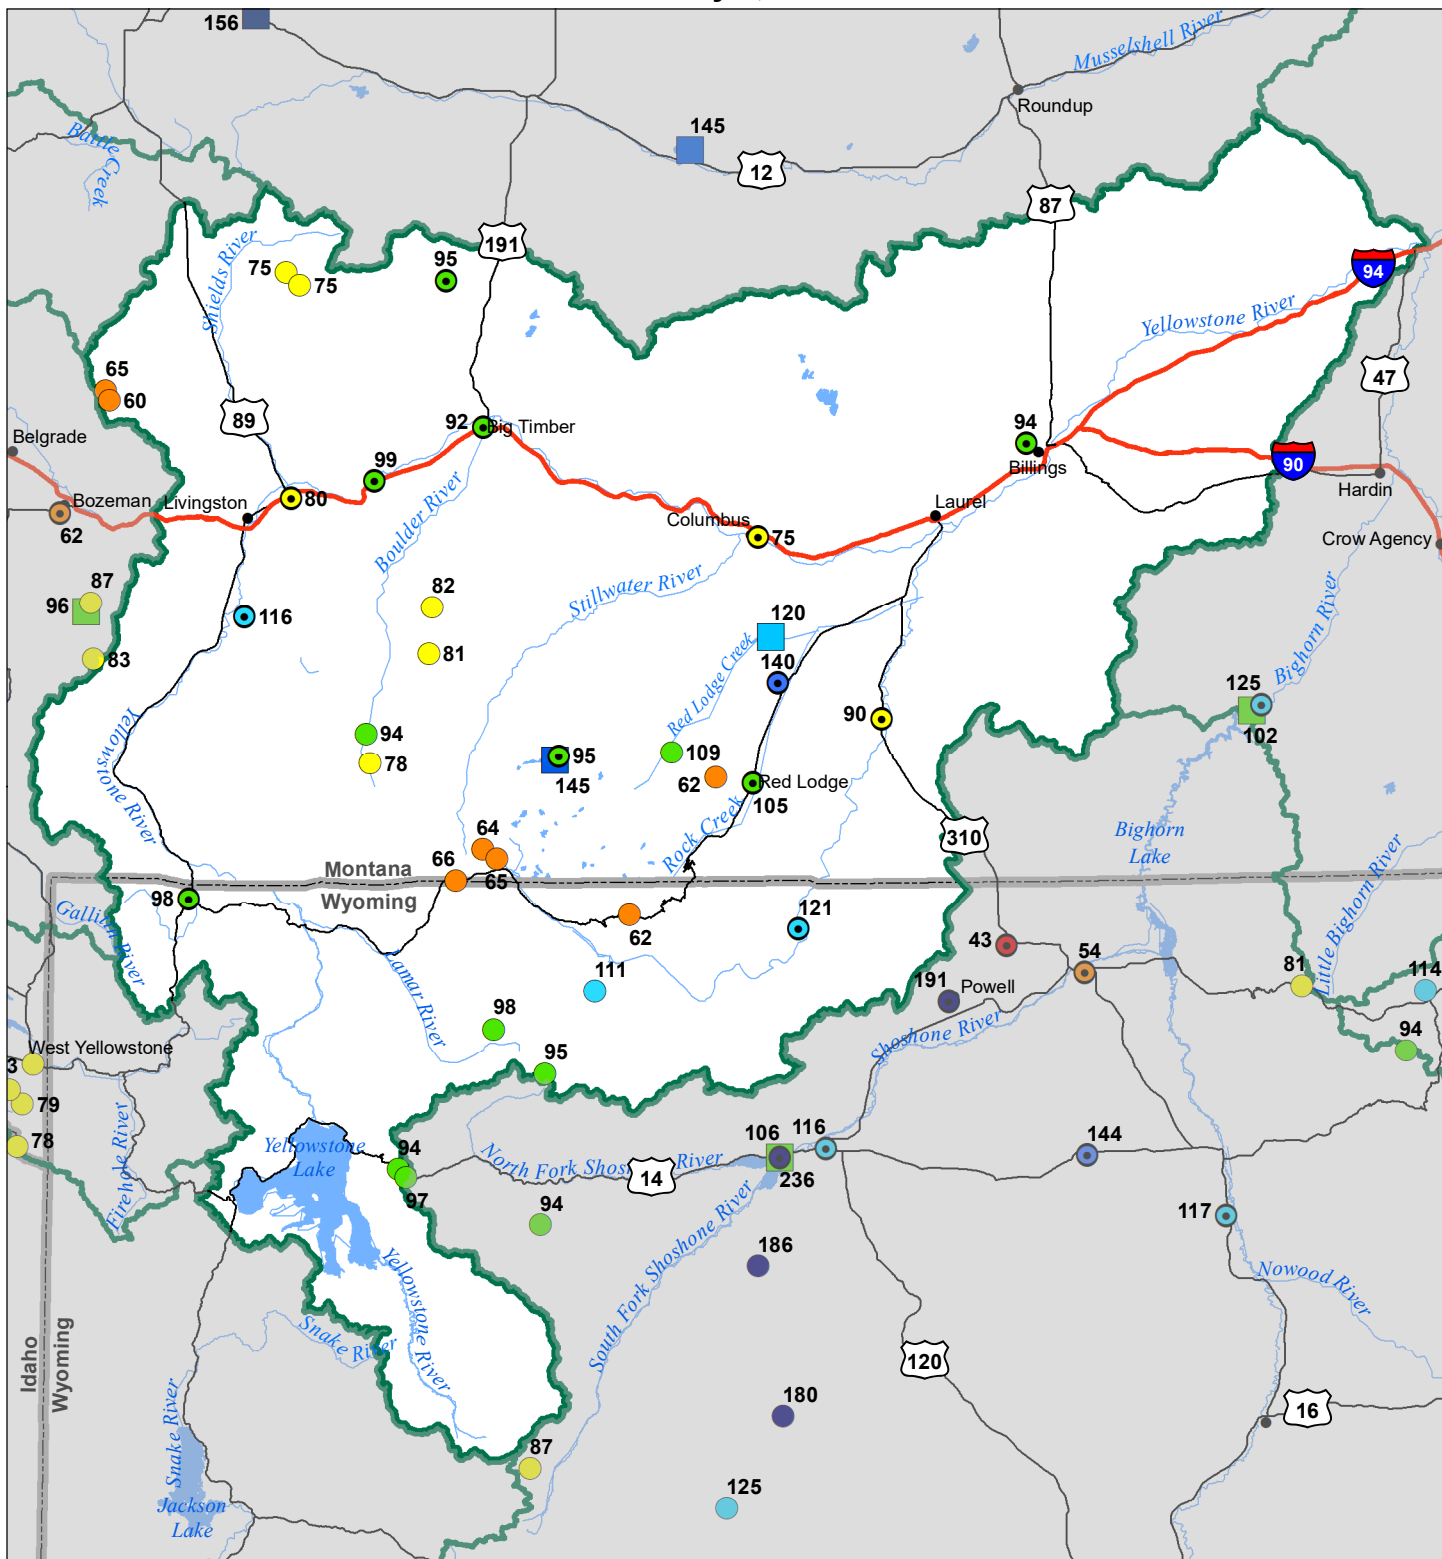 156
Musselshell River
Roundup
Battle
Creek
145
12
87
191
Shields River
75
75
95
94
Yellowstone River
65
60
89
47
Belgrade
92
Big Timber
94
Billings
90
99
Bozeman
Livingston
80
Hardin
62
Boulder River
Columbus
75
Laurel
Crow Agency
87
96
82
Stillwater River
116
120
Bighorn River
83
81
Red Lodge Creek
140
125
102
Yellowstone River
94
78
90
95
145
109
62
Red Lodge
105
64
Rock Creek
310
Bighorn
Lake
66
65
Montana
Wyoming
98
Gallitin River
62
121
43
54
Little Bighorn River
Lamar River
111
191
Powell
81
114
98
Shoshone River
94
West Yellowstone
3
95
79
78
Firehole River
Yellowstone
Lake
94
97
North Fork Shos River
14
106
236
116
144
94
South Fork Shoshone River
117
186
Yellowstone River
Nowood River
Snake River
Idaho
Wyoming
120
180
16
Snake River
87
Jackson
Lake
125